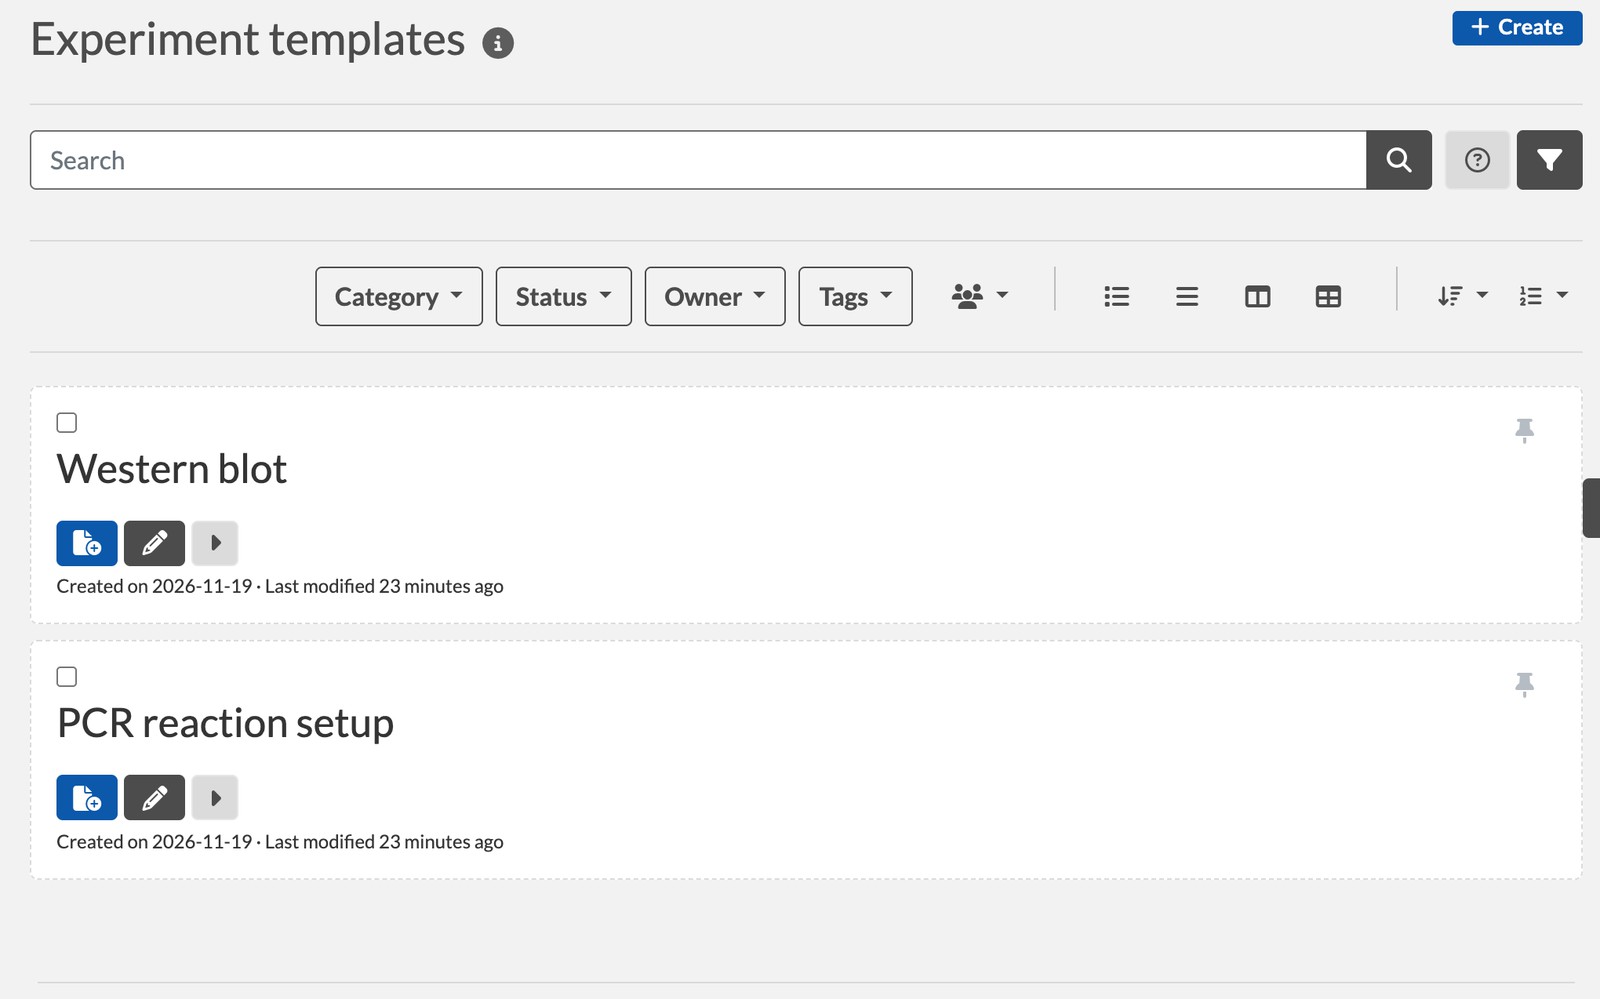 Experiment templates
Create
Search
Category Status Owner Tags
Western blot
Created on 2026-11-19 · Last modified 23 minutes ago
PCR reaction setup
Created on 2026-11-19 · Last modified 23 minutes ago